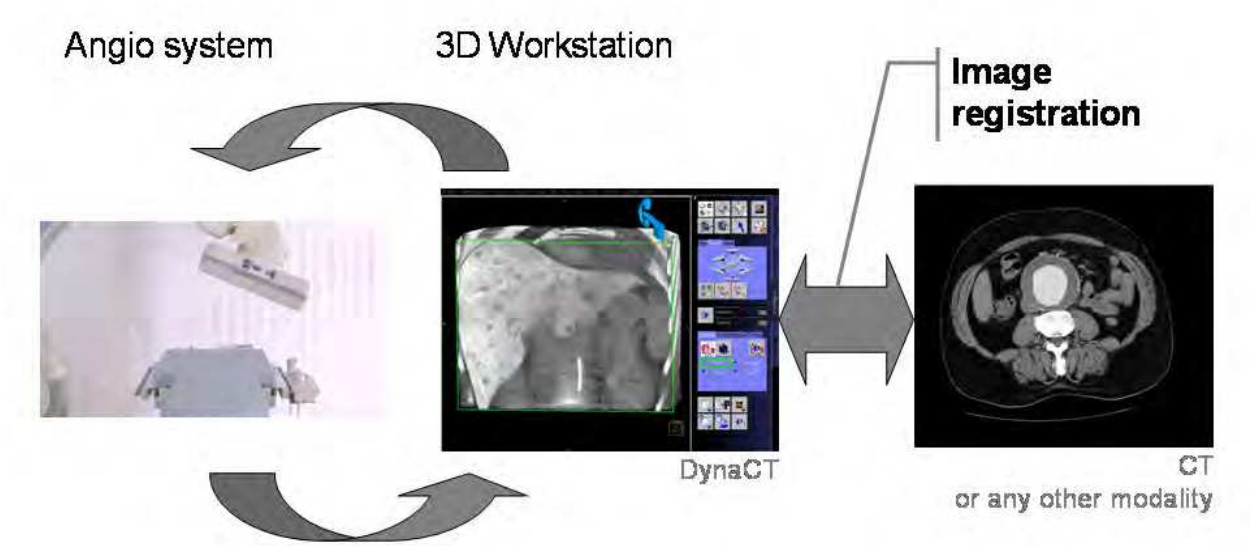 Angio system
3D Workstation
Image
registration
DynaCT
CT
or any other modality